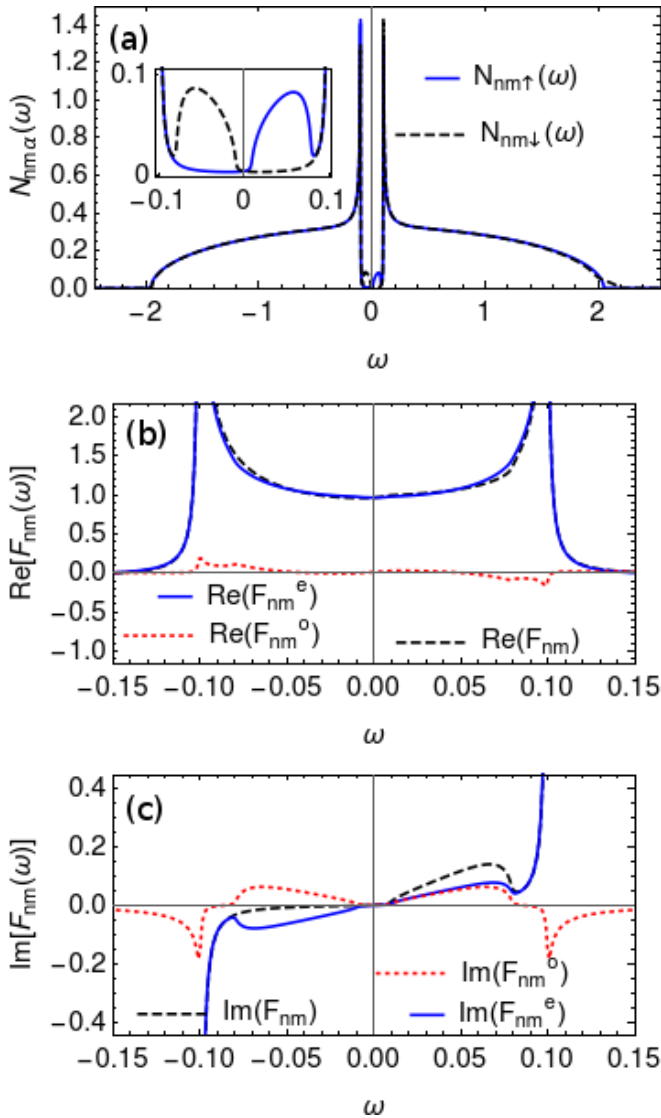 (a)
N_nmα(ω)
1.4
1.2
1.0
0.8
0.6
0.4
0.2
0.0
0.1
0
−0.1 0 0.1
N_nm↑(ω)
N_nm↓(ω)
−2 −1 0 1 2
ω
(b)
Re[F_nm(ω)]
2.0
1.5
1.0
0.5
0.0
−0.5
−1.0
Re(F_nm^e)
Re(F_nm^o)
Re(F_nm)
−0.15 −0.10 −0.05 0.00 0.05 0.10 0.15
ω
(c)
Im[F_nm(ω)]
0.4
0.2
0.0
−0.2
−0.4
Im(F_nm^o)
Im(F_nm) Im(F_nm^e)
−0.15 −0.10 −0.05 0.00 0.05 0.10 0.15
ω